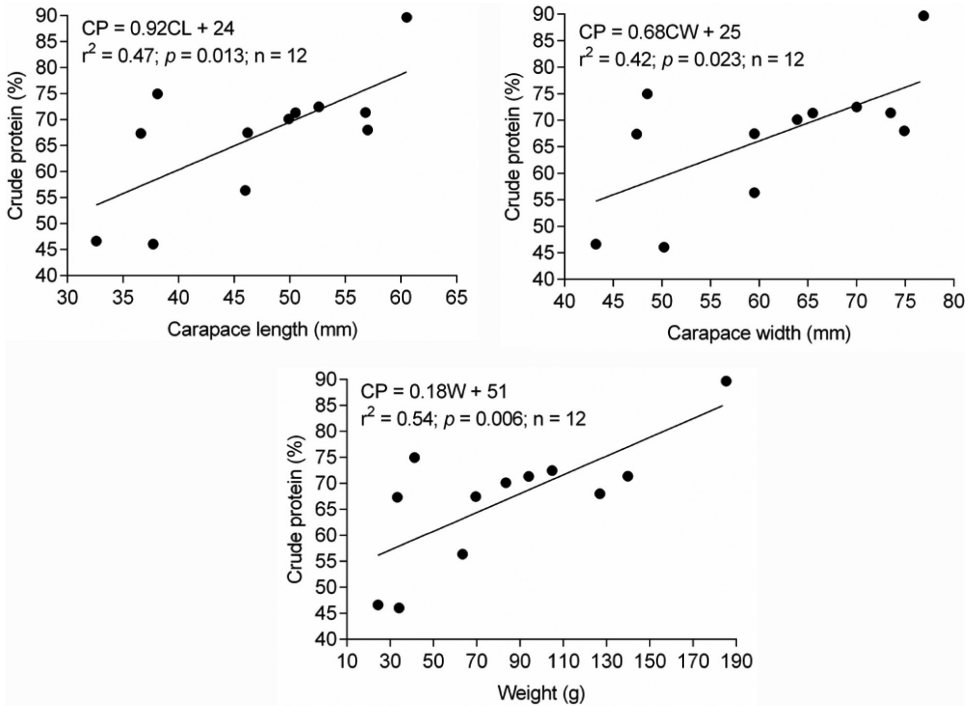 CP = 0.92CL + 24
r² = 0.47; p = 0.013; n = 12
Crude protein (%)
90
85
80
75
70
65
60
55
50
45
40
30 35 40 45 50 55 60 65
Carapace length (mm)
CP = 0.68CW + 25
r² = 0.42; p = 0.023; n = 12
Crude protein (%)
90
85
80
75
70
65
60
55
50
45
40
40 45 50 55 60 65 70 75 80
Carapace width (mm)
CP = 0.18W + 51
r² = 0.54; p = 0.006; n = 12
Crude protein (%)
90
85
80
75
70
65
60
55
50
45
40
10 30 50 70 90 110 130 150 170 190
Weight (g)